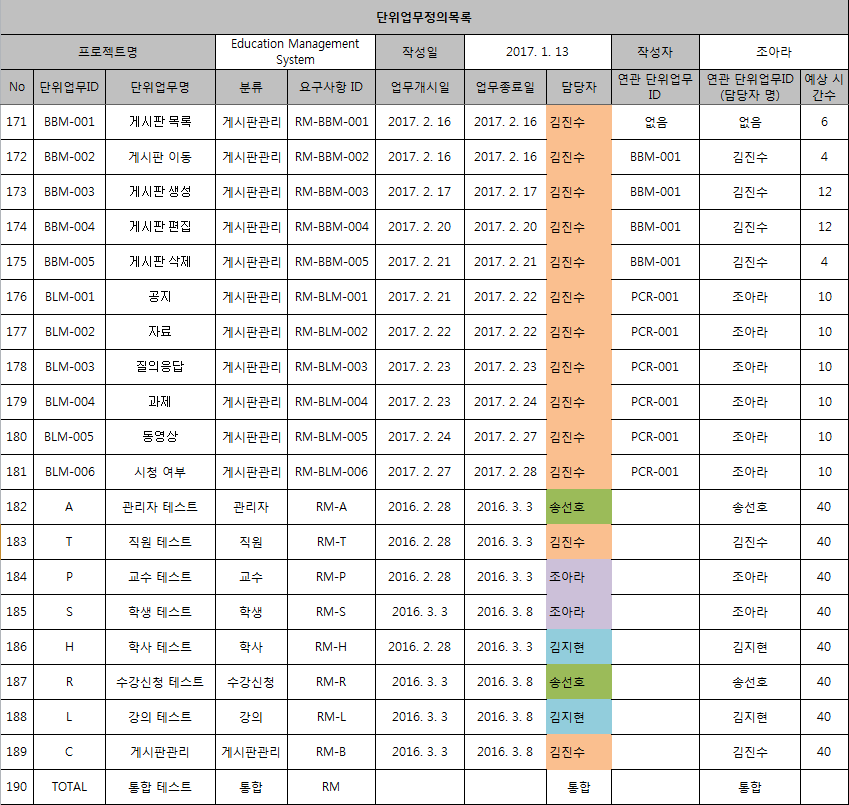 단위업무정의목록
프로젝트명 Education Management System 작성일 2017. 1. 13 작성자 조아라
No 단위업무ID 단위업무명 분류 요구사항 ID 업무개시일 업무종료일 담당자 연관 단위업무 ID 연관 단위업무ID (담당자 명) 예상 시간수
171 BBM-001 게시판 목록 게시판관리 RM-BBM-001 2017. 2. 16 2017. 2. 16 김진수 없음 없음 6
172 BBM-002 게시판 이동 게시판관리 RM-BBM-002 2017. 2. 16 2017. 2. 16 김진수 BBM-001 김진수 4
173 BBM-003 게시판 생성 게시판관리 RM-BBM-003 2017. 2. 17 2017. 2. 17 김진수 BBM-001 김진수 12
174 BBM-004 게시판 편집 게시판관리 RM-BBM-004 2017. 2. 20 2017. 2. 20 김진수 BBM-001 김진수 12
175 BBM-005 게시판 삭제 게시판관리 RM-BBM-005 2017. 2. 21 2017. 2. 21 김진수 BBM-001 김진수 4
176 BLM-001 공지 게시판관리 RM-BLM-001 2017. 2. 21 2017. 2. 22 김진수 PCR-001 조아라 10
177 BLM-002 자료 게시판관리 RM-BLM-002 2017. 2. 22 2017. 2. 22 김진수 PCR-001 조아라 10
178 BLM-003 질의응답 게시판관리 RM-BLM-003 2017. 2. 23 2017. 2. 23 김진수 PCR-001 조아라 10
179 BLM-004 과제 게시판관리 RM-BLM-004 2017. 2. 23 2017. 2. 24 김진수 PCR-001 조아라 10
180 BLM-005 동영상 게시판관리 RM-BLM-005 2017. 2. 24 2017. 2. 27 김진수 PCR-001 조아라 10
181 BLM-006 시청 여부 게시판관리 RM-BLM-006 2017. 2. 27 2017. 2. 28 김진수 PCR-001 조아라 10
182 A 관리자 테스트 관리자 RM-A 2016. 2. 28 2016. 3. 3 송선호 송선호 40
183 T 직원 테스트 직원 RM-T 2016. 2. 28 2016. 3. 3 김진수 김진수 40
184 P 교수 테스트 교수 RM-P 2016. 2. 28 2016. 3. 3 조아라 조아라 40
185 S 학생 테스트 학생 RM-S 2016. 3. 3 2016. 3. 8 조아라 조아라 40
186 H 학사 테스트 학사 RM-H 2016. 2. 28 2016. 3. 3 김지현 김지현 40
187 R 수강신청 테스트 수강신청 RM-R 2016. 3. 3 2016. 3. 8 송선호 송선호 40
188 L 강의 테스트 강의 RM-L 2016. 3. 3 2016. 3. 8 김지현 김지현 40
189 C 게시판관리 게시판관리 RM-B 2016. 3. 3 2016. 3. 8 김진수 김진수 40
190 TOTAL 통합 테스트 통합 RM 통합 통합